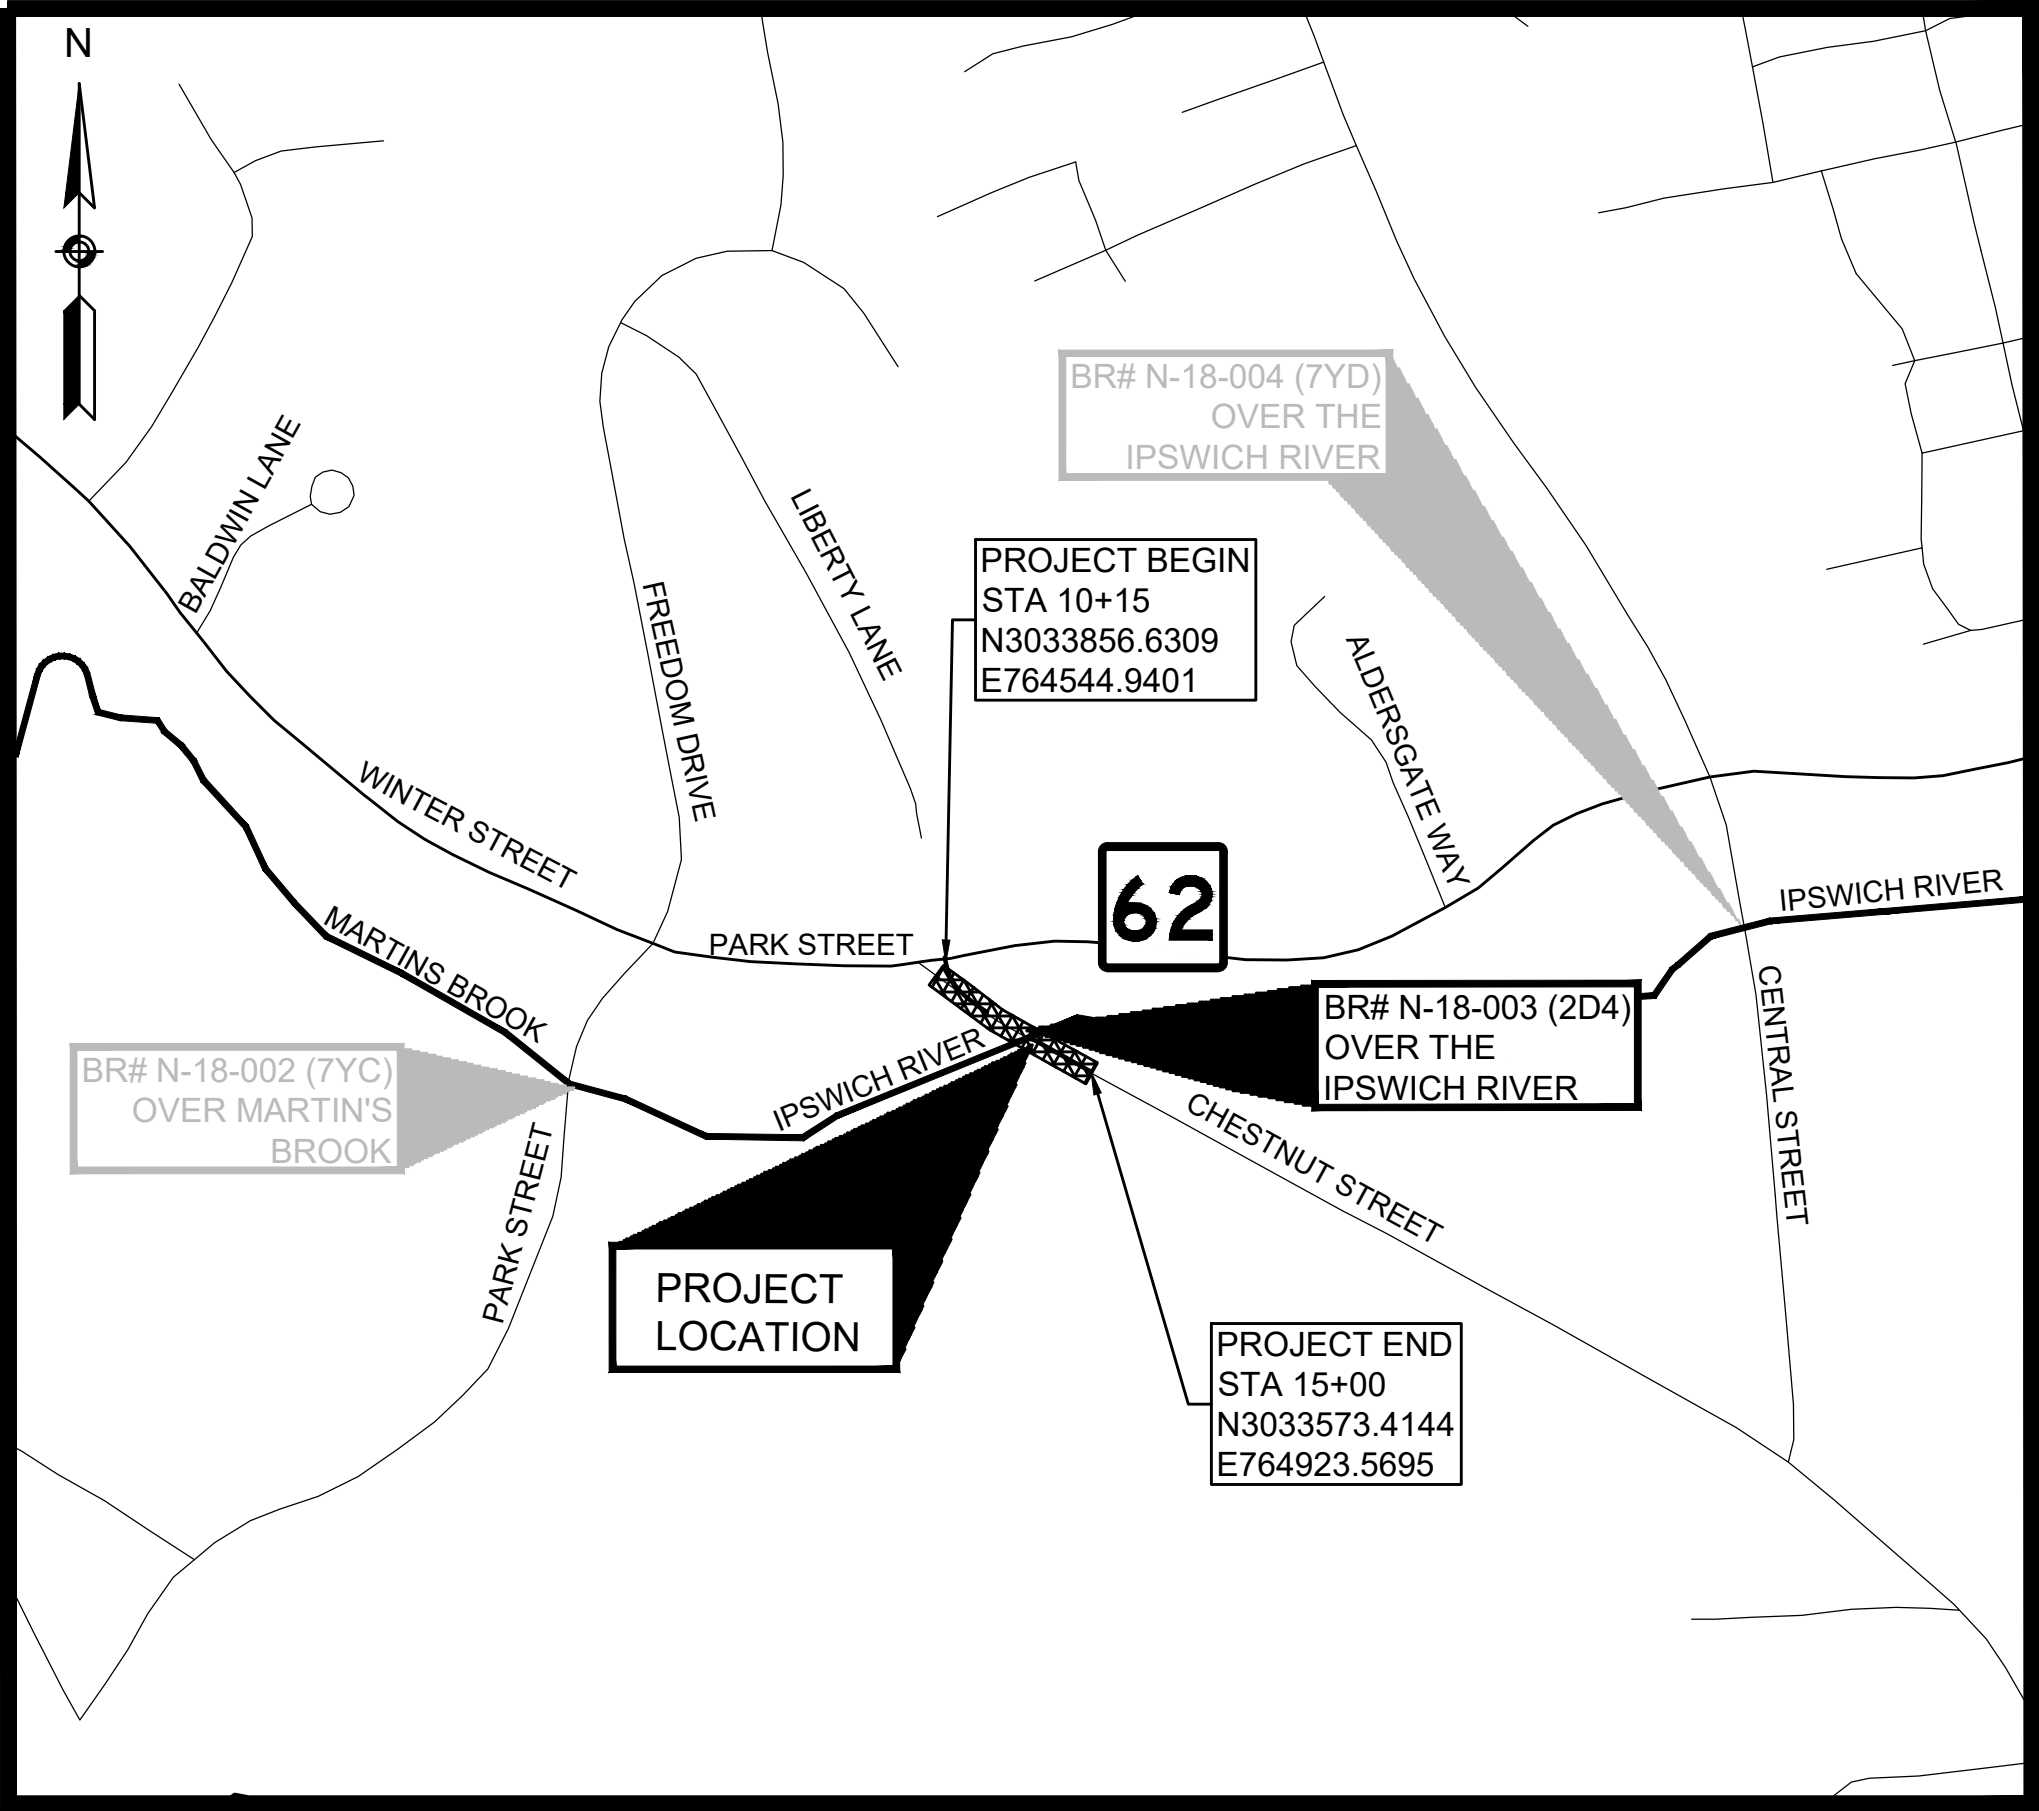 N
BR# N-18-004 (7YD)
OVER THE
IPSWICH RIVER
BALDWIN LANE
LIBERTY LANE
FREEDOM DRIVE
PROJECT BEGIN
STA 10+15
N3033856.6309
E764544.9401
ALDERSGATE WAY
WINTER STREET
62
IPSWICH RIVER
MARTINS BROOK
PARK STREET
CENTRAL STREET
BR# N-18-003 (2D4)
OVER THE
IPSWICH RIVER
IPSWICH RIVER
BR# N-18-002 (7YC)
OVER MARTIN'S
BROOK
CHESTNUT STREET
PARK STREET
PROJECT
LOCATION
PROJECT END
STA 15+00
N3033573.4144
E764923.5695